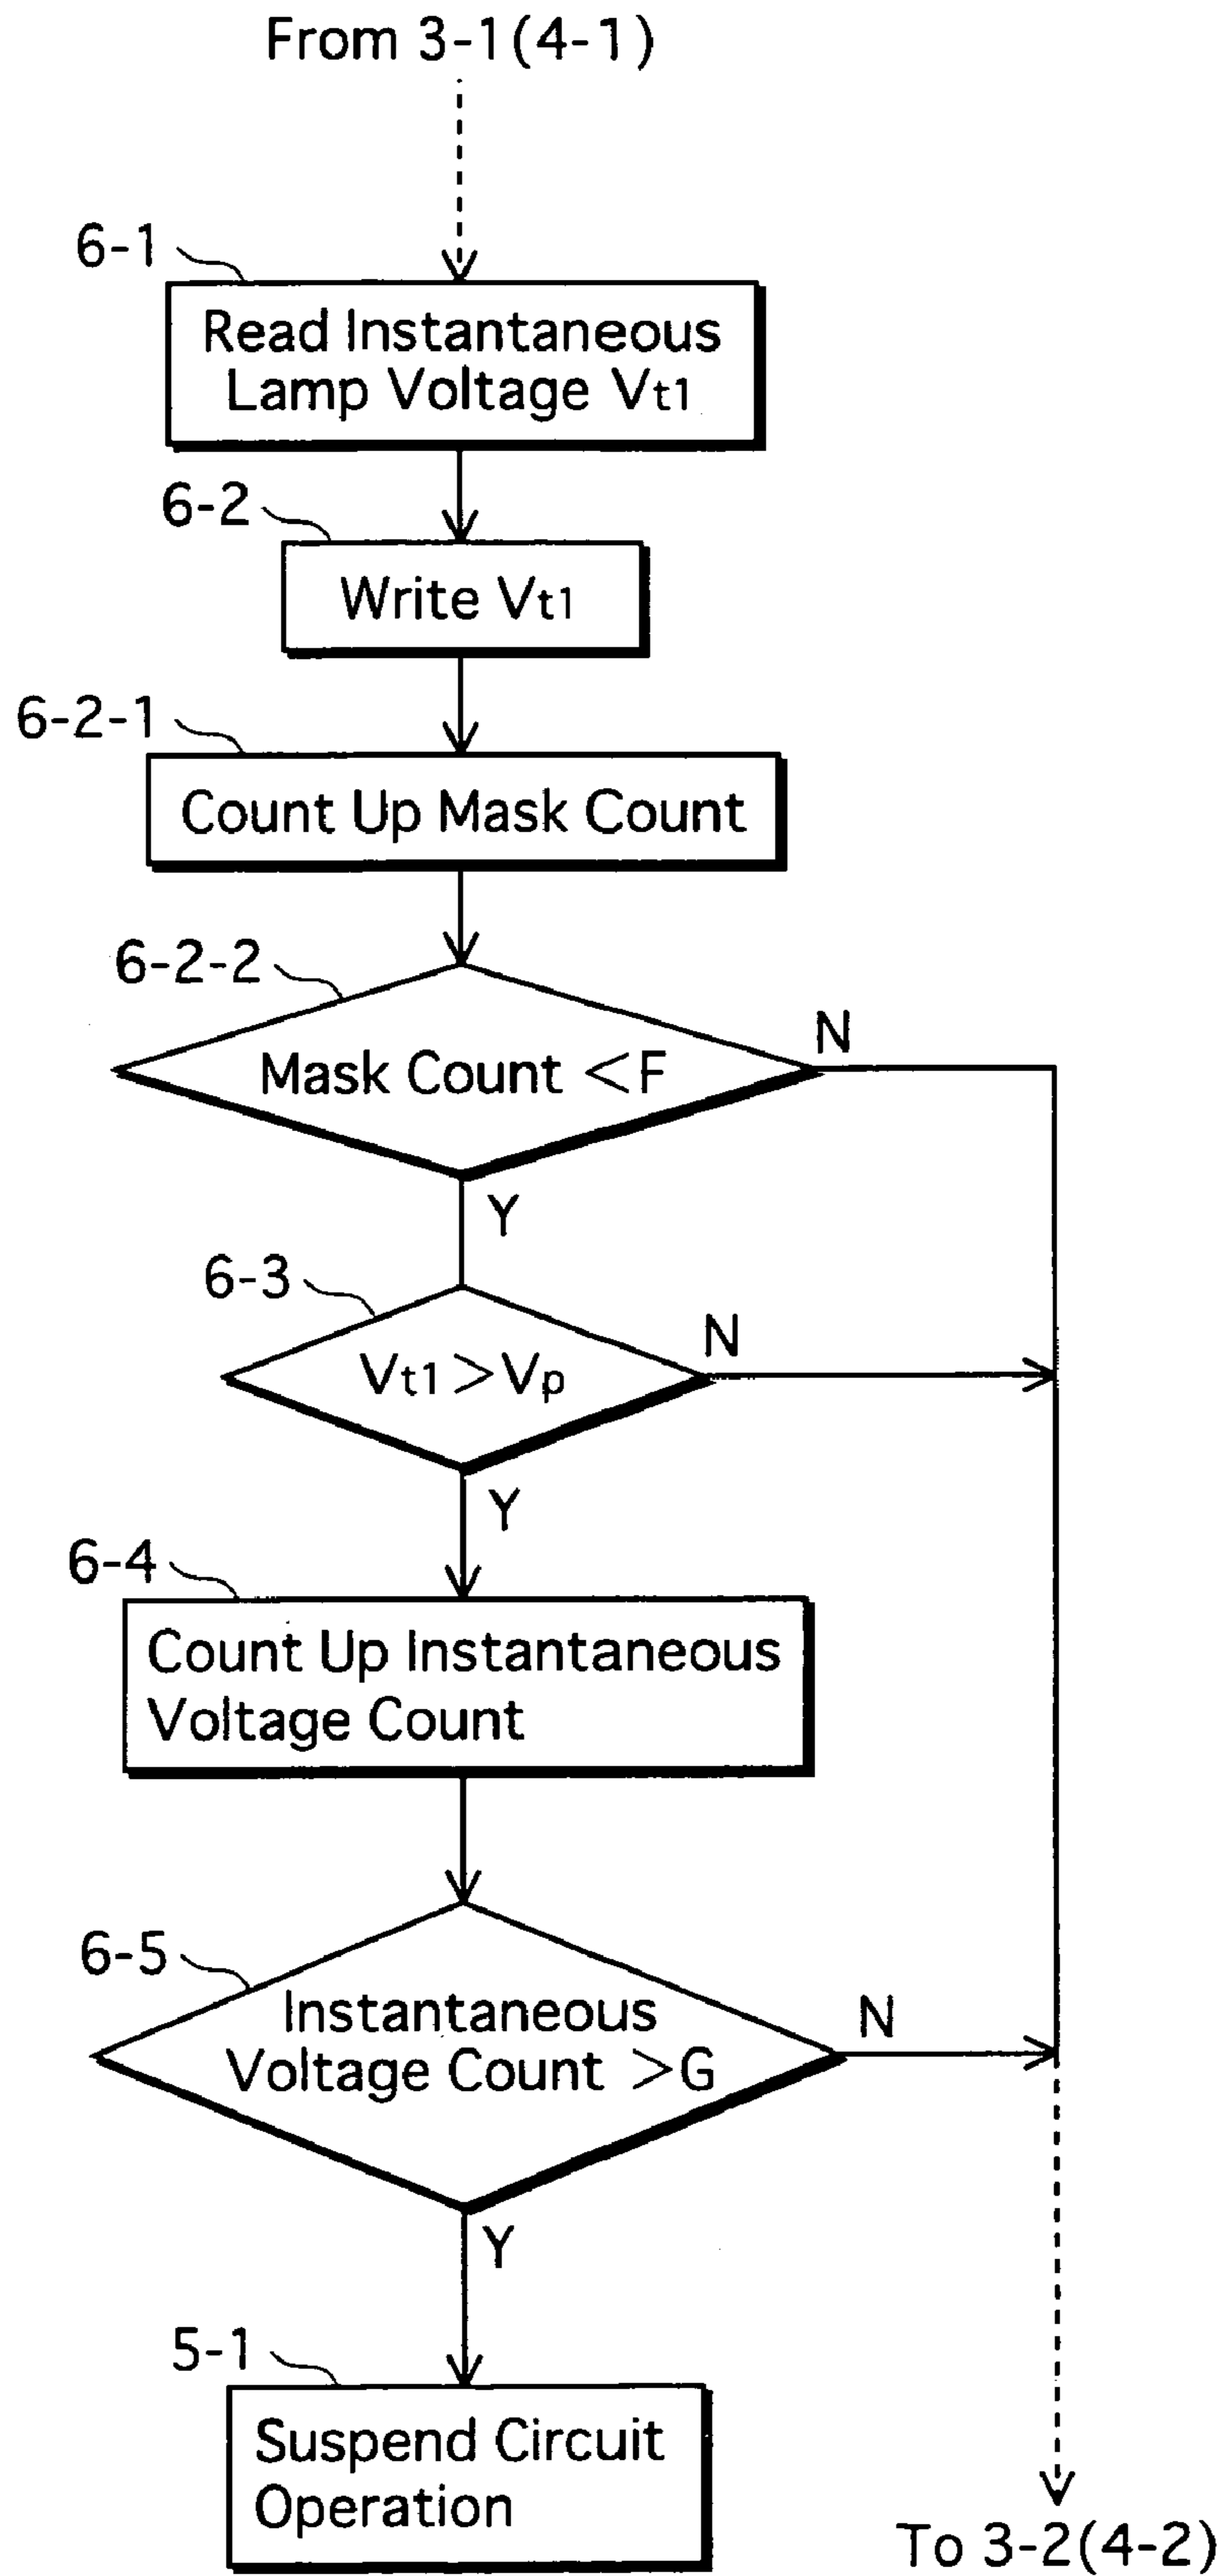 From 3-1(4-1)
6-1
Read Instantaneous
Lamp Voltage Vt1
6-2
Write Vt1
6-2-1
Count Up Mask Count
6-2-2
Mask Count <F
N
Y
6-3
Vt1>Vp
N
Y
6-4
Count Up Instantaneous
Voltage Count
6-5
Instantaneous
Voltage Count >G
N
Y
5-1
Suspend Circuit
Operation
To 3-2(4-2)